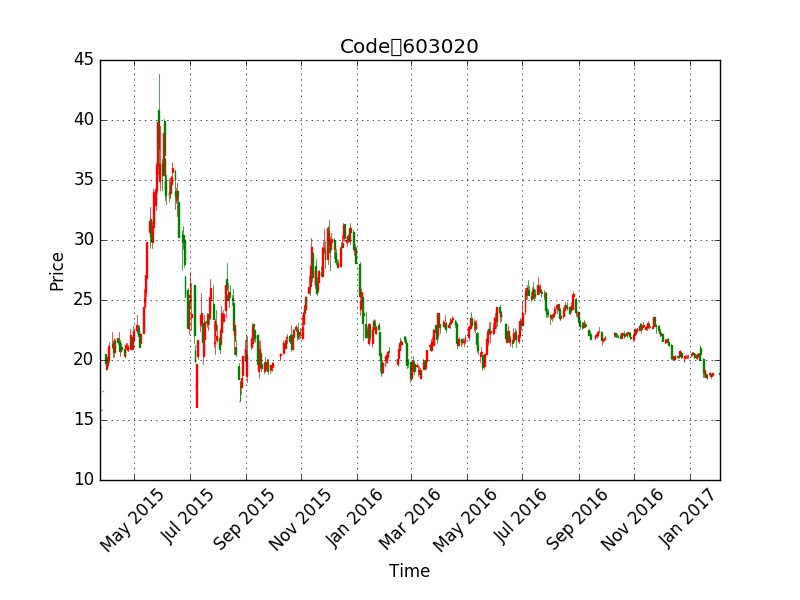 Code▯603020
45
40
35
30
25
20
15
10
Price
May 2015
Jul 2015
Sep 2015
Nov 2015
Jan 2016
Mar 2016
May 2016
Jul 2016
Sep 2016
Nov 2016
Jan 2017
Time